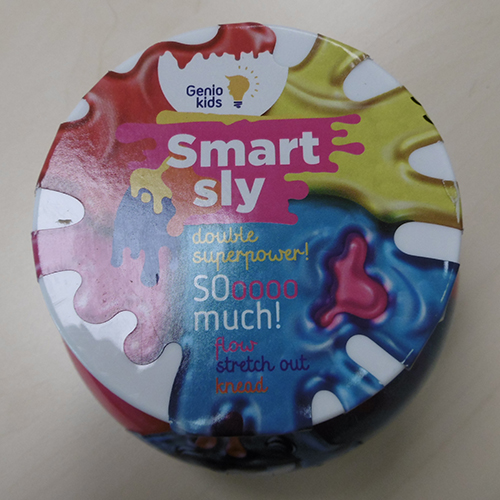 Genio
kids
Smart
sly
double
superpower!
SOoooo
much!
flow
stretch out
knead